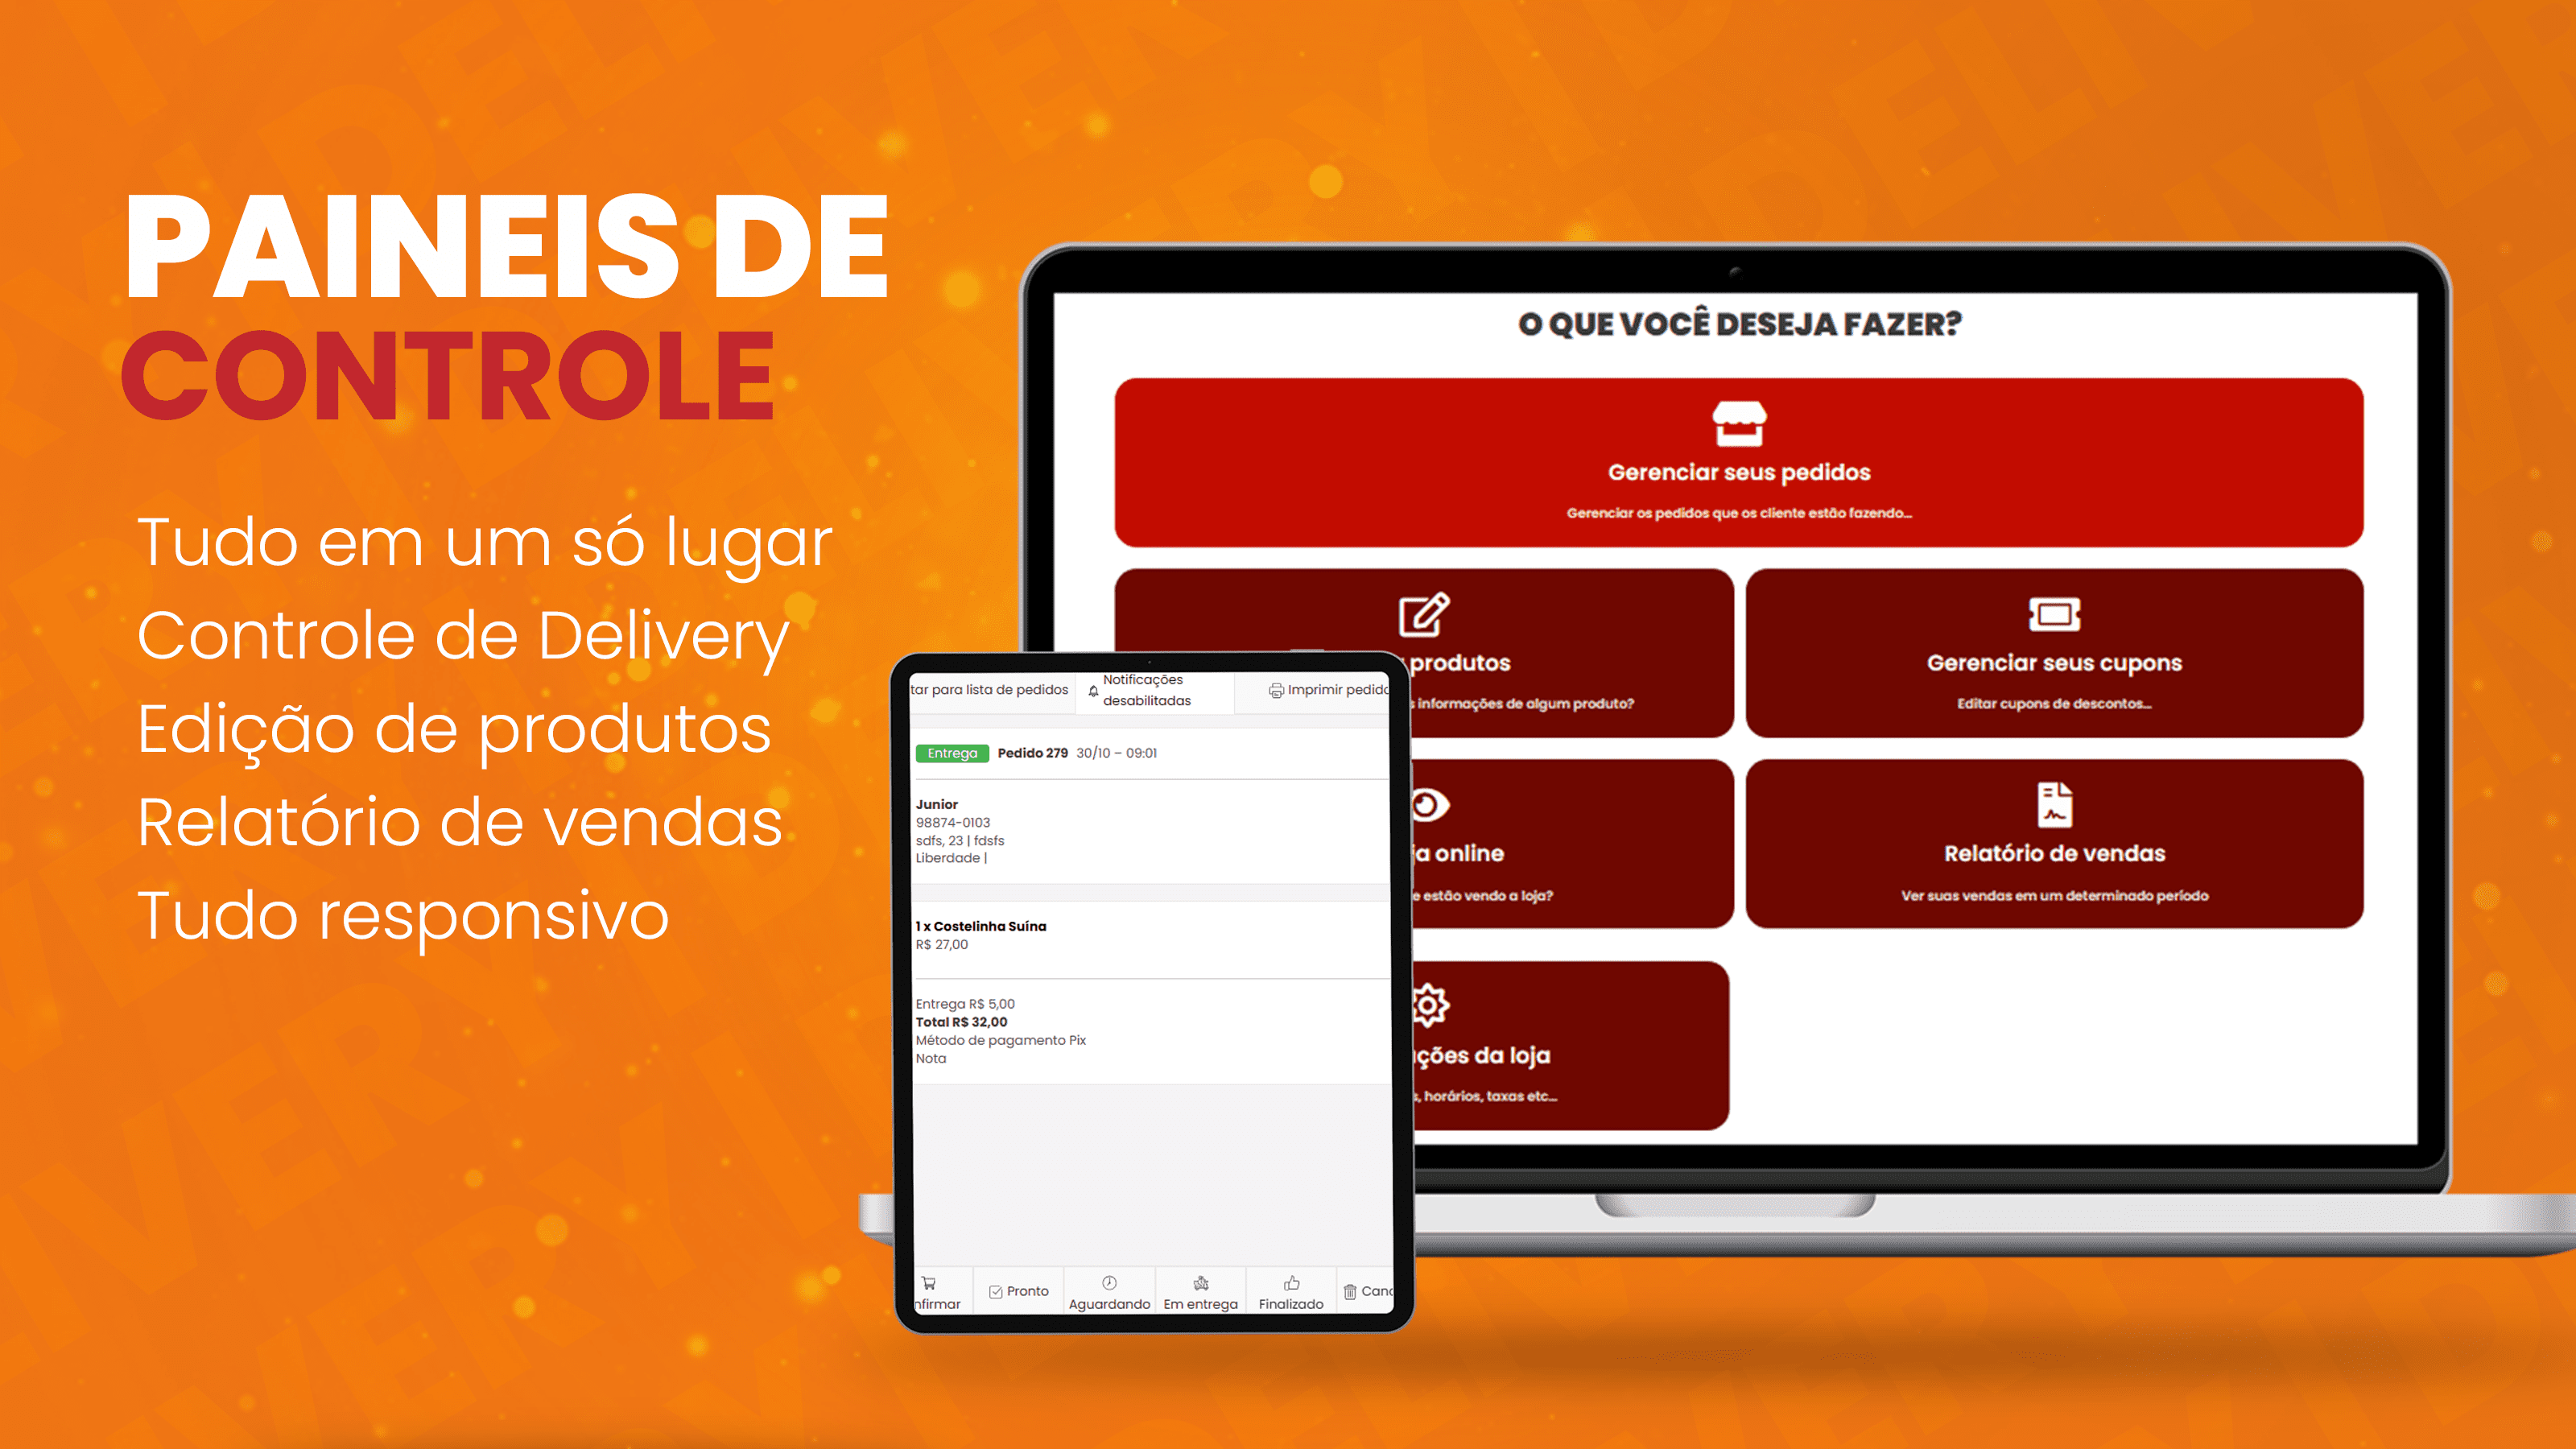 PAINEIS DE
CONTROLE
Tudo em um só lugar
Controle de Delivery
Edição de produtos
Relatório de vendas
Tudo responsivo
O QUE VOCÊ DESEJA FAZER?
Gerenciar seus pedidos
Gerenciar os pedidos que os cliente estão fazendo...
produtos
informações de algum produto?
Gerenciar seus cupons
Editar cupons de descontos...
online
e estão vendo a loja?
Relatório de vendas
Ver suas vendas em um determinado período
ções da loja
, horários, taxas etc...
tar para lista de pedidos
Notificações
desabilitadas
Imprimir pedido
Entrega Pedido 279 30/10 – 09:01
Junior
98874-0103
sdfs, 23 | fdsfs
Liberdade |
1 x Costelinha Suína
R$ 27,00
Entrega R$ 5,00
Total R$ 32,00
Método de pagamento Pix
Nota
nfirmar
Pronto
Aguardando
Em entrega
Finalizado
Canc